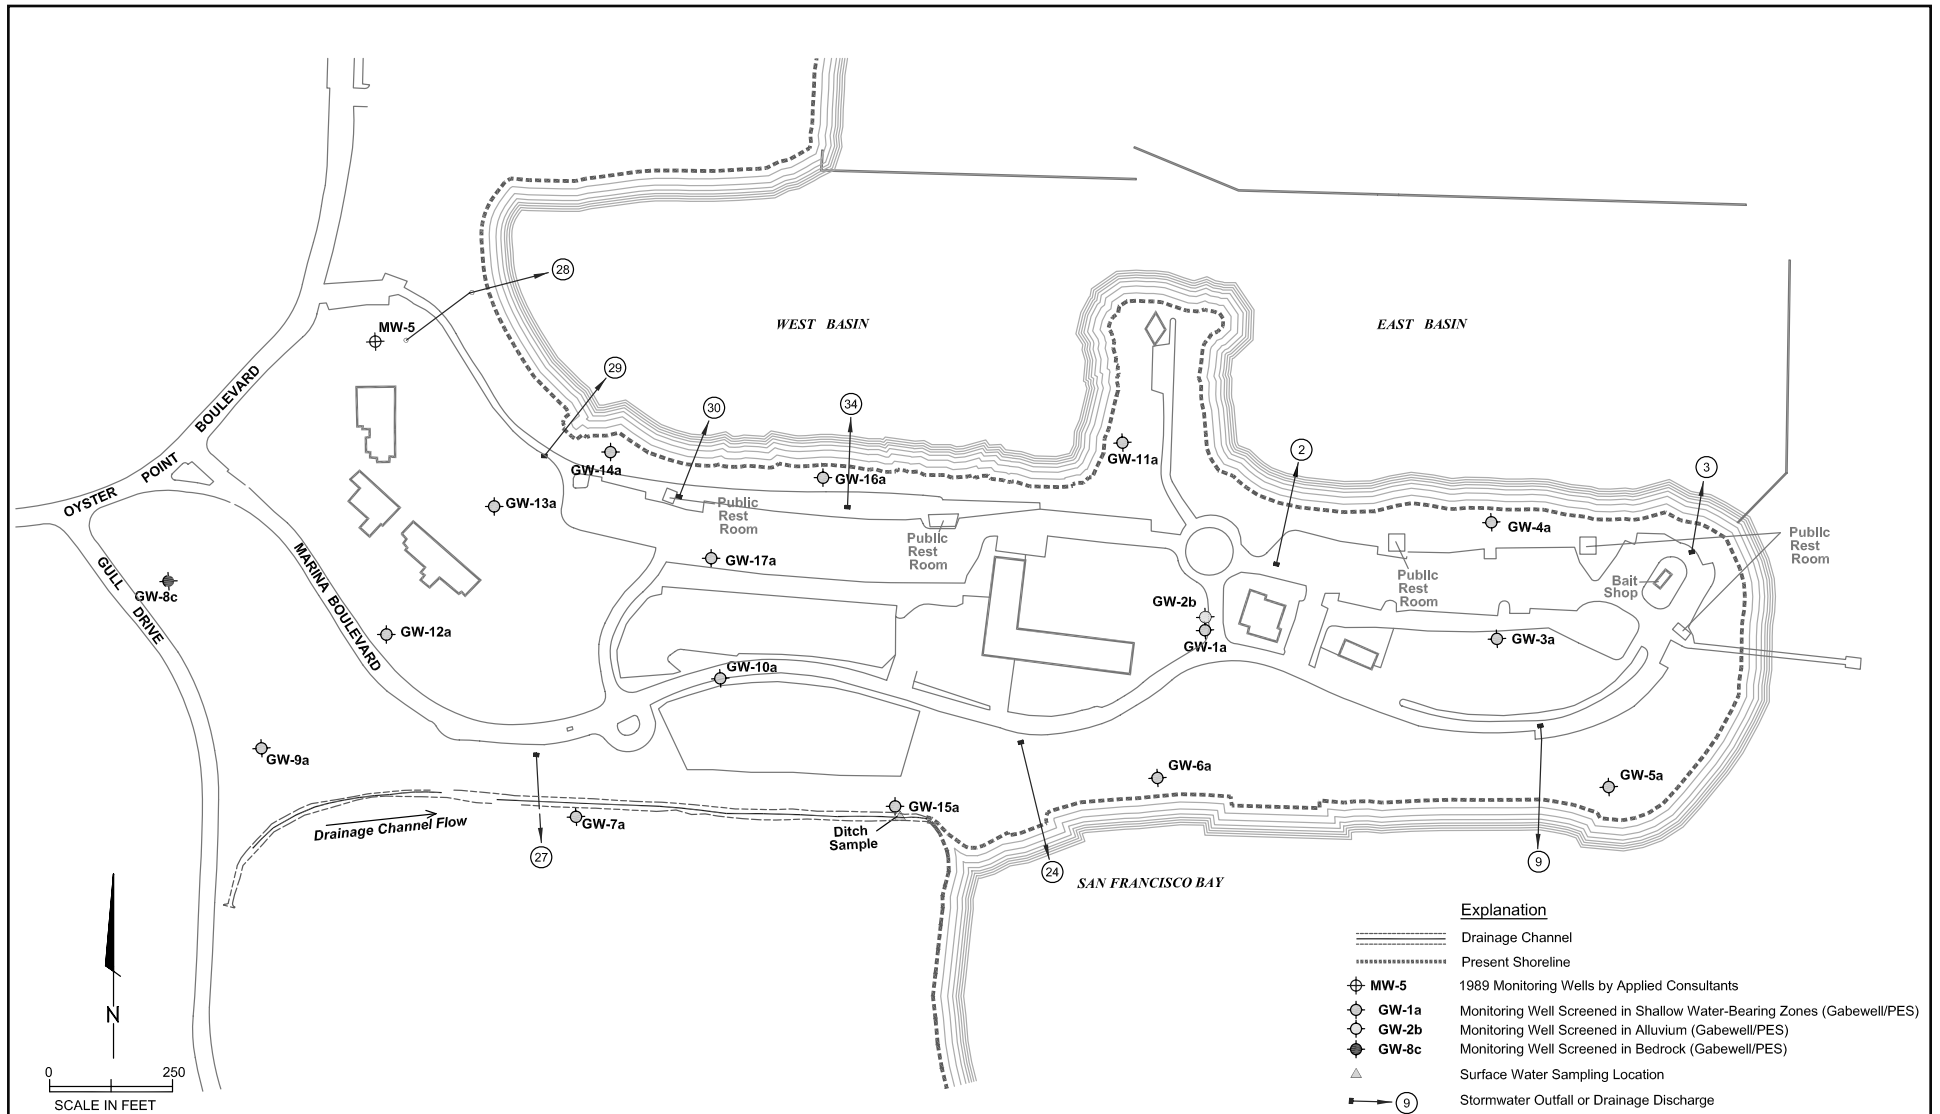 28
MW-5
WEST BASIN
EAST BASIN
29
30
34
2
3
OYSTER POINT BOULEVARD
GW-14a
GW-16a
GW-11a
GW-13a
Public
Rest
Room
GW-4a
Public
Rest
Room
Public
Rest
Room
GW-17a
GULL DRIVE
GW-8c
MARINA BOULEVARD
Public
Rest
Room
Bait
Shop
GW-2b
GW-1a
GW-12a
GW-3a
GW-10a
GW-9a
GW-6a
GW-5a
GW-15a
GW-7a
Drainage Channel Flow
Ditch
Sample
27
24
9
SAN FRANCISCO BAY
N
0 250
SCALE IN FEET
Explanation
Drainage Channel
Present Shoreline
MW-5 1989 Monitoring Wells by Applied Consultants
GW-1a Monitoring Well Screened in Shallow Water-Bearing Zones (Gabewell/PES)
GW-2b Monitoring Well Screened in Alluvium (Gabewell/PES)
GW-8c Monitoring Well Screened in Bedrock (Gabewell/PES)
Surface Water Sampling Location
9 Stormwater Outfall or Drainage Discharge